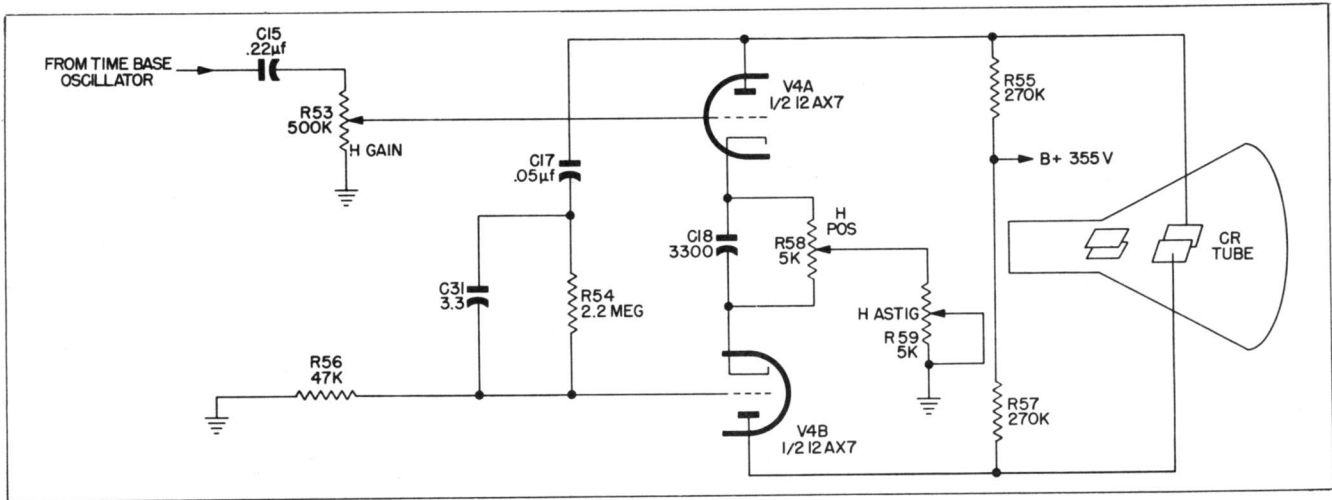 C15
.22µf
FROM TIME BASE
OSCILLATOR
R53
500K
H GAIN
C17
.05µf
C31
3.3
R54
2.2 MEG
R56
47K
V4A
1/2 12AX7
C18
3300
R58
5K
H
POS
H ASTIG
R59
5K
V4B
1/2 12AX7
R55
270K
B+ 355V
R57
270K
CR
TUBE